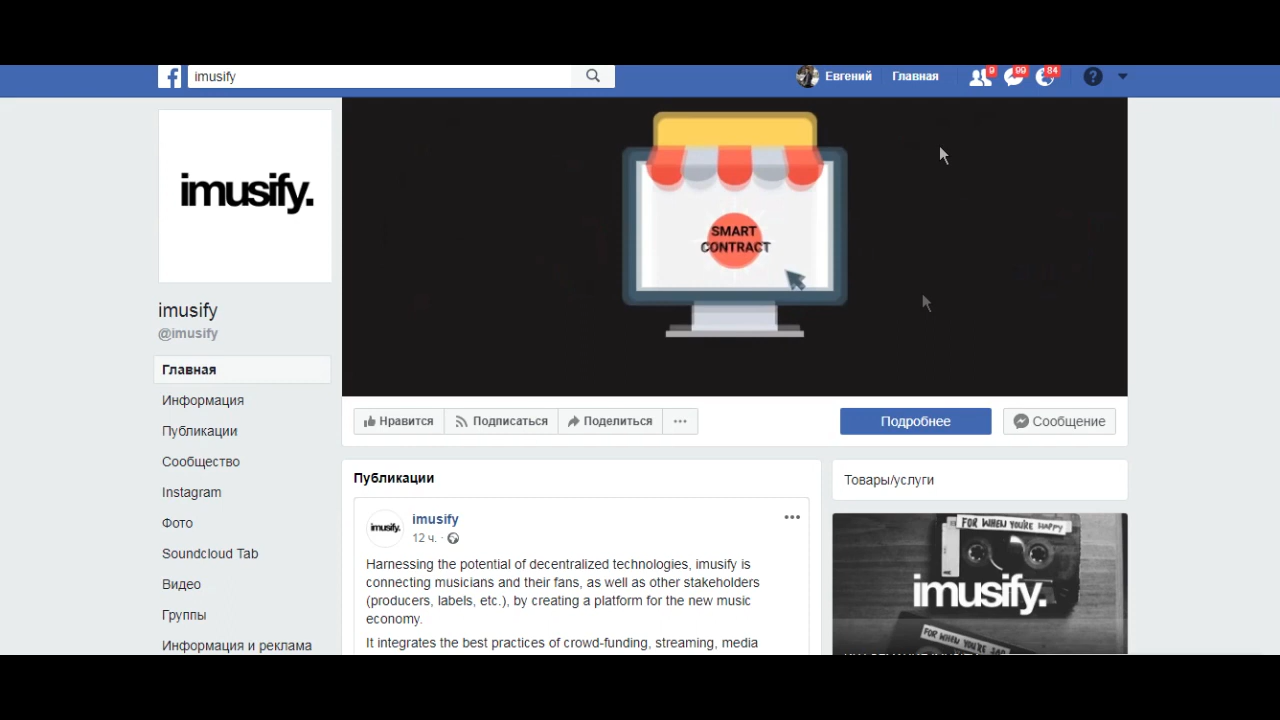 imusify
Евгений
Главная
9
99
84
imusify.
SMART
CONTRACT
imusify
@imusify
Главная
Информация
Публикации
Сообщество
Instagram
Фото
Soundcloud Tab
Видео
Группы
Информация и реклама
Нравится
Подписаться
Поделиться
Подробнее
Сообщение
Публикации
imusify.
imusify
12 ч.
Harnessing the potential of decentralized technologies, imusify is
connecting musicians and their fans, as well as other stakeholders
(producers, labels, etc.), by creating a platform for the new music
economy.
It integrates the best practices of crowd-funding, streaming, media
Товары/услуги
FOR WHEN YOU'RE HAPPY
imusify.
FOR WHEN YOU'RE SAD